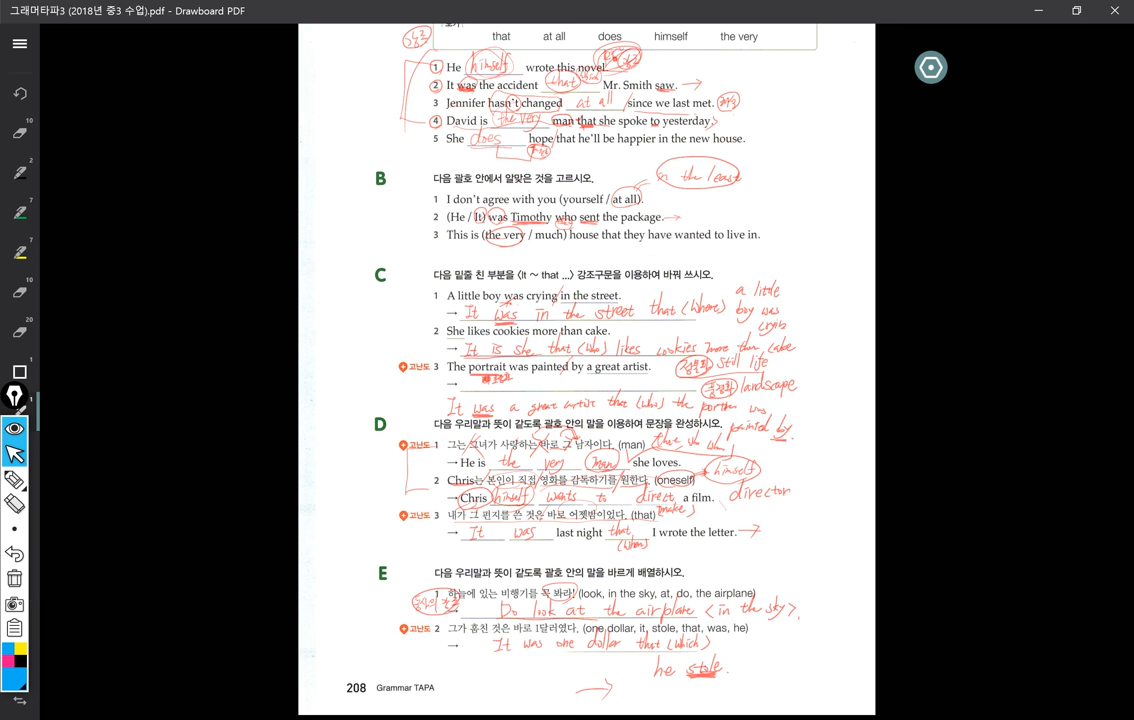 그래머타파3 (2018년 중3 수업).pdf - Drawboard PDF
that at all does himself the very
강조
1 He himself wrote this novel.
2 It was the accident that Mr. Smith saw.
3 Jennifer hasn't changed at all since we last met.
4 David is the very man that she spoke to yesterday.
5 She does hope that he'll be happier in the new house.
B 다음 괄호 안에서 알맞은 것을 고르시오.
in the least
1 I don't agree with you (yourself / at all).
2 (He / It) was Timothy who sent the package.
3 This is (the very / much) house that they have wanted to live in.
C 다음 밑줄 친 부분을 <It ~ that ...> 강조구문을 이용하여 바꿔 쓰시오.
1 A little boy was crying in the street.
→ It was in the street that (where) a little boy was crying
2 She likes cookies more than cake.
→ It is she that (who) likes cookies more than cake
고난도 3 The portrait was painted by a great artist.
정물화 still life
→
풍경화 landscape
It was a great artist that (who) the portrait was painted by.
D 다음 우리말과 뜻이 같도록 괄호 안의 말을 이용하여 문장을 완성하시오.
고난도 1 그는 그녀가 사랑하는 바로 그 남자이다. (man)
→ He is the very man she loves.
himself
2 Chris는 본인이 직접 영화를 감독하기를 원한다. (oneself)
→ Chris himself wants to direct a film. director
고난도 3 내가 그 편지를 쓴 것은 바로 어젯밤이었다. (that)
make
→ It was last night that I wrote the letter. →
(when)
E 다음 우리말과 뜻이 같도록 괄호 안의 말을 바르게 배열하시오.
1 하늘에 있는 비행기를 꼭 봐라! (look, in the sky, at, do, the airplane)
→ Do look at the airplane <in the sky>.
고난도 2 그가 훔친 것은 바로 1달러였다. (one dollar, it, stole, that, was, he)
→ It was one dollar that (which)
he stole.
208 Grammar TAPA
10
2
7
7
10
20
1
1